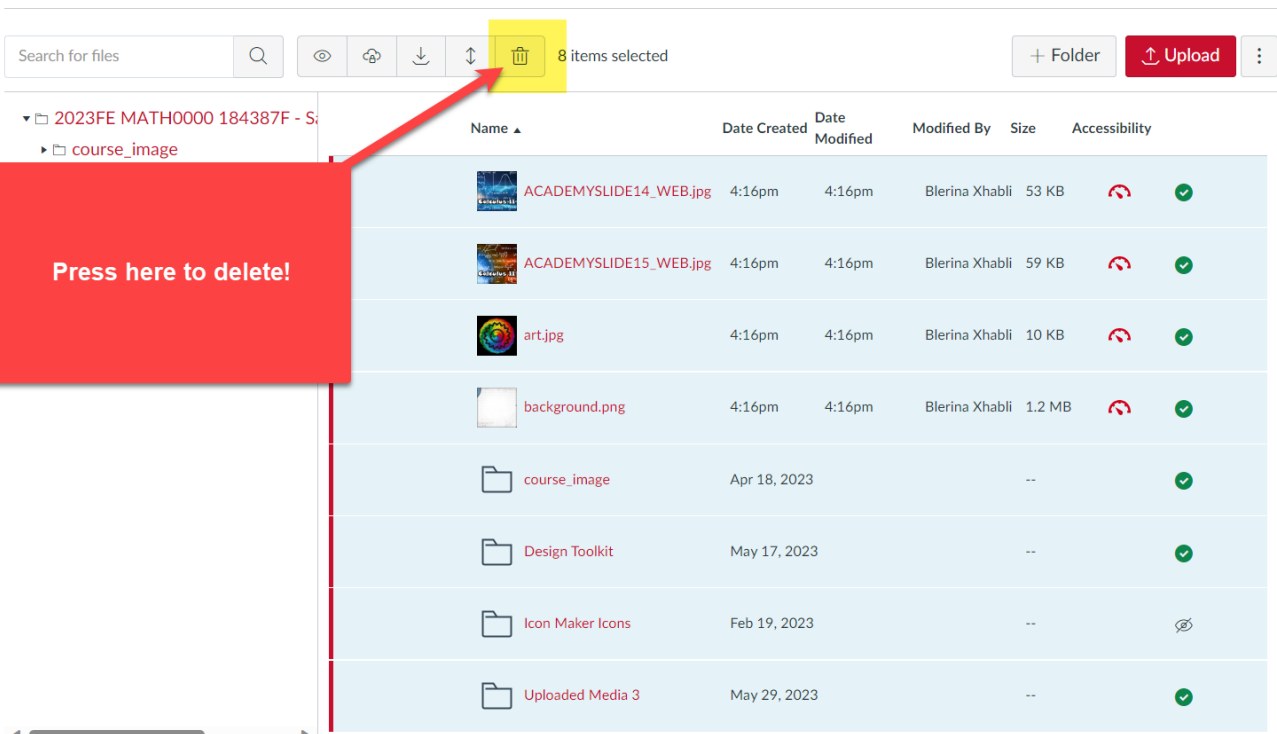 Search for files
8 items selected
+ Folder
Upload
2023FE MATH0000 184387F - Sa
course_image
Press here to delete!
Name
Date Created
Date
Modified
Modified By
Size
Accessibility
ACADEMYSLIDE14_WEB.jpg 4:16pm 4:16pm Blerina Xhabli 53 KB
ACADEMYSLIDE15_WEB.jpg 4:16pm 4:16pm Blerina Xhabli 59 KB
art.jpg 4:16pm 4:16pm Blerina Xhabli 10 KB
background.png 4:16pm 4:16pm Blerina Xhabli 1.2 MB
course_image Apr 18, 2023 --
Design Toolkit May 17, 2023 --
Icon Maker Icons Feb 19, 2023 --
Uploaded Media 3 May 29, 2023 --